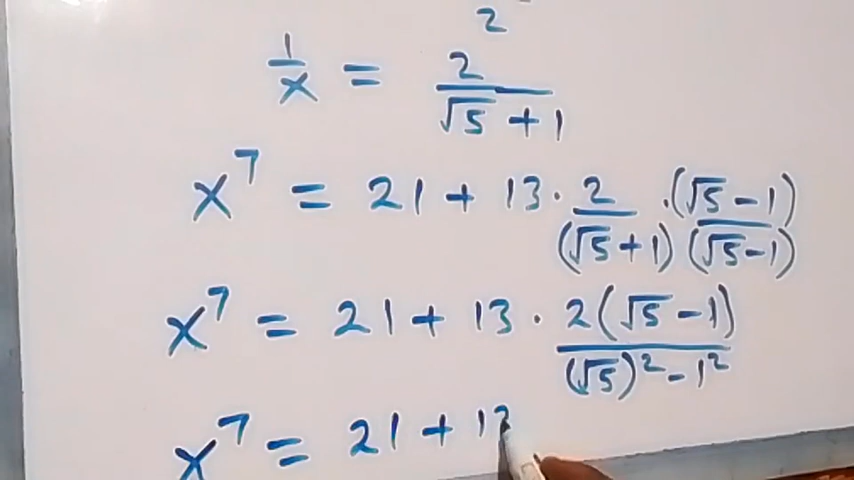 2
1/x = 2/(√5 + 1)
x⁷ = 21 + 13 · 2/(√5 + 1) · (√5 − 1)/(√5 − 1)
x⁷ = 21 + 13 · 2(√5 − 1)/((√5)² − 1²)
x⁷ = 21 + 13